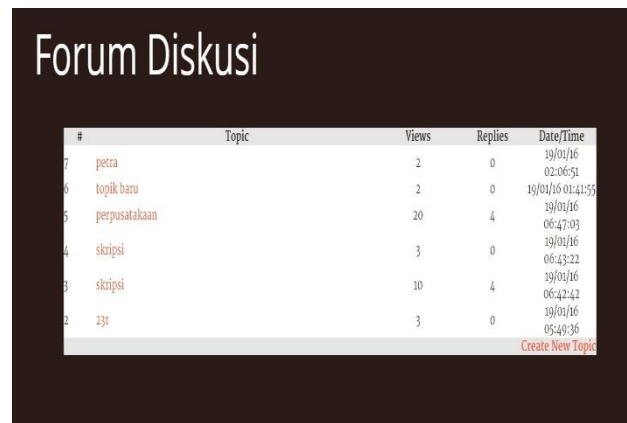 Forum Diskusi
# Topic Views Replies Date/Time
7 petra 2 0 19/01/16 02:06:51
6 topik baru 2 0 19/01/16 01:41:55
5 perpusatakaan 20 4 19/01/16 06:47:03
4 skripsi 3 0 19/01/16 06:43:22
3 skripsi 10 4 19/01/16 06:42:42
2 23r 3 0 19/01/16 05:49:36
Create New Topic